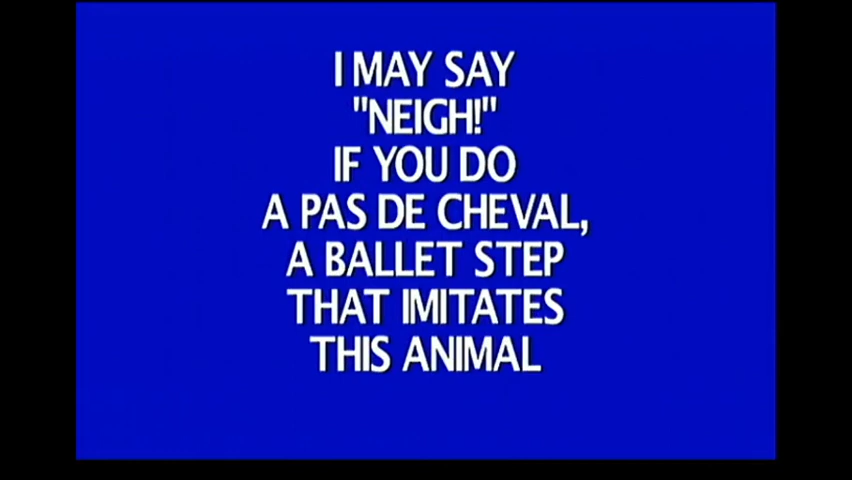 I MAY SAY
"NEIGH!"
IF YOU DO
A PAS DE CHEVAL,
A BALLET STEP
THAT IMITATES
THIS ANIMAL